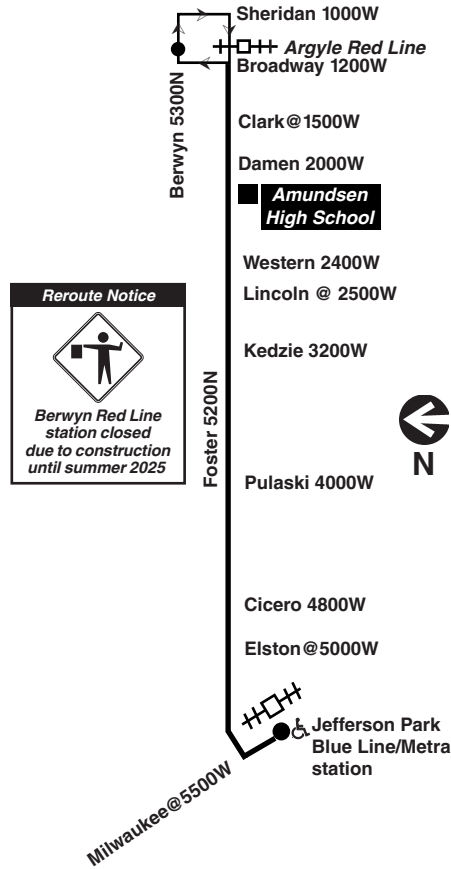 Sheridan 1000W
Argyle Red Line
Broadway 1200W
Berwyn 5300N
Clark@1500W
Damen 2000W
Amundsen
High School
Western 2400W
Lincoln @ 2500W
Reroute Notice
Berwyn Red Line
station closed
due to construction
until summer 2025
Kedzie 3200W
Foster 5200N
N
Pulaski 4000W
Cicero 4800W
Elston@5000W
Jefferson Park
Blue Line/Metra
station
Milwaukee@5500W